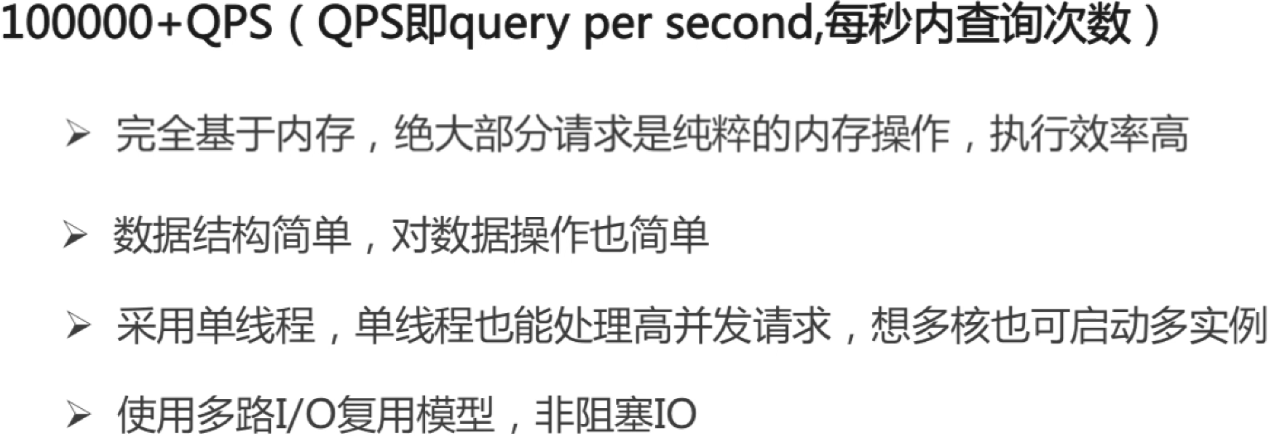 100000+QPS（QPS即query per second,每秒内查询次数）
➢ 完全基于内存，绝大部分请求是纯粹的内存操作，执行效率高
➢ 数据结构简单，对数据操作也简单
➢ 采用单线程，单线程也能处理高并发请求，想多核也可启动多实例
➢ 使用多路I/O复用模型，非阻塞IO